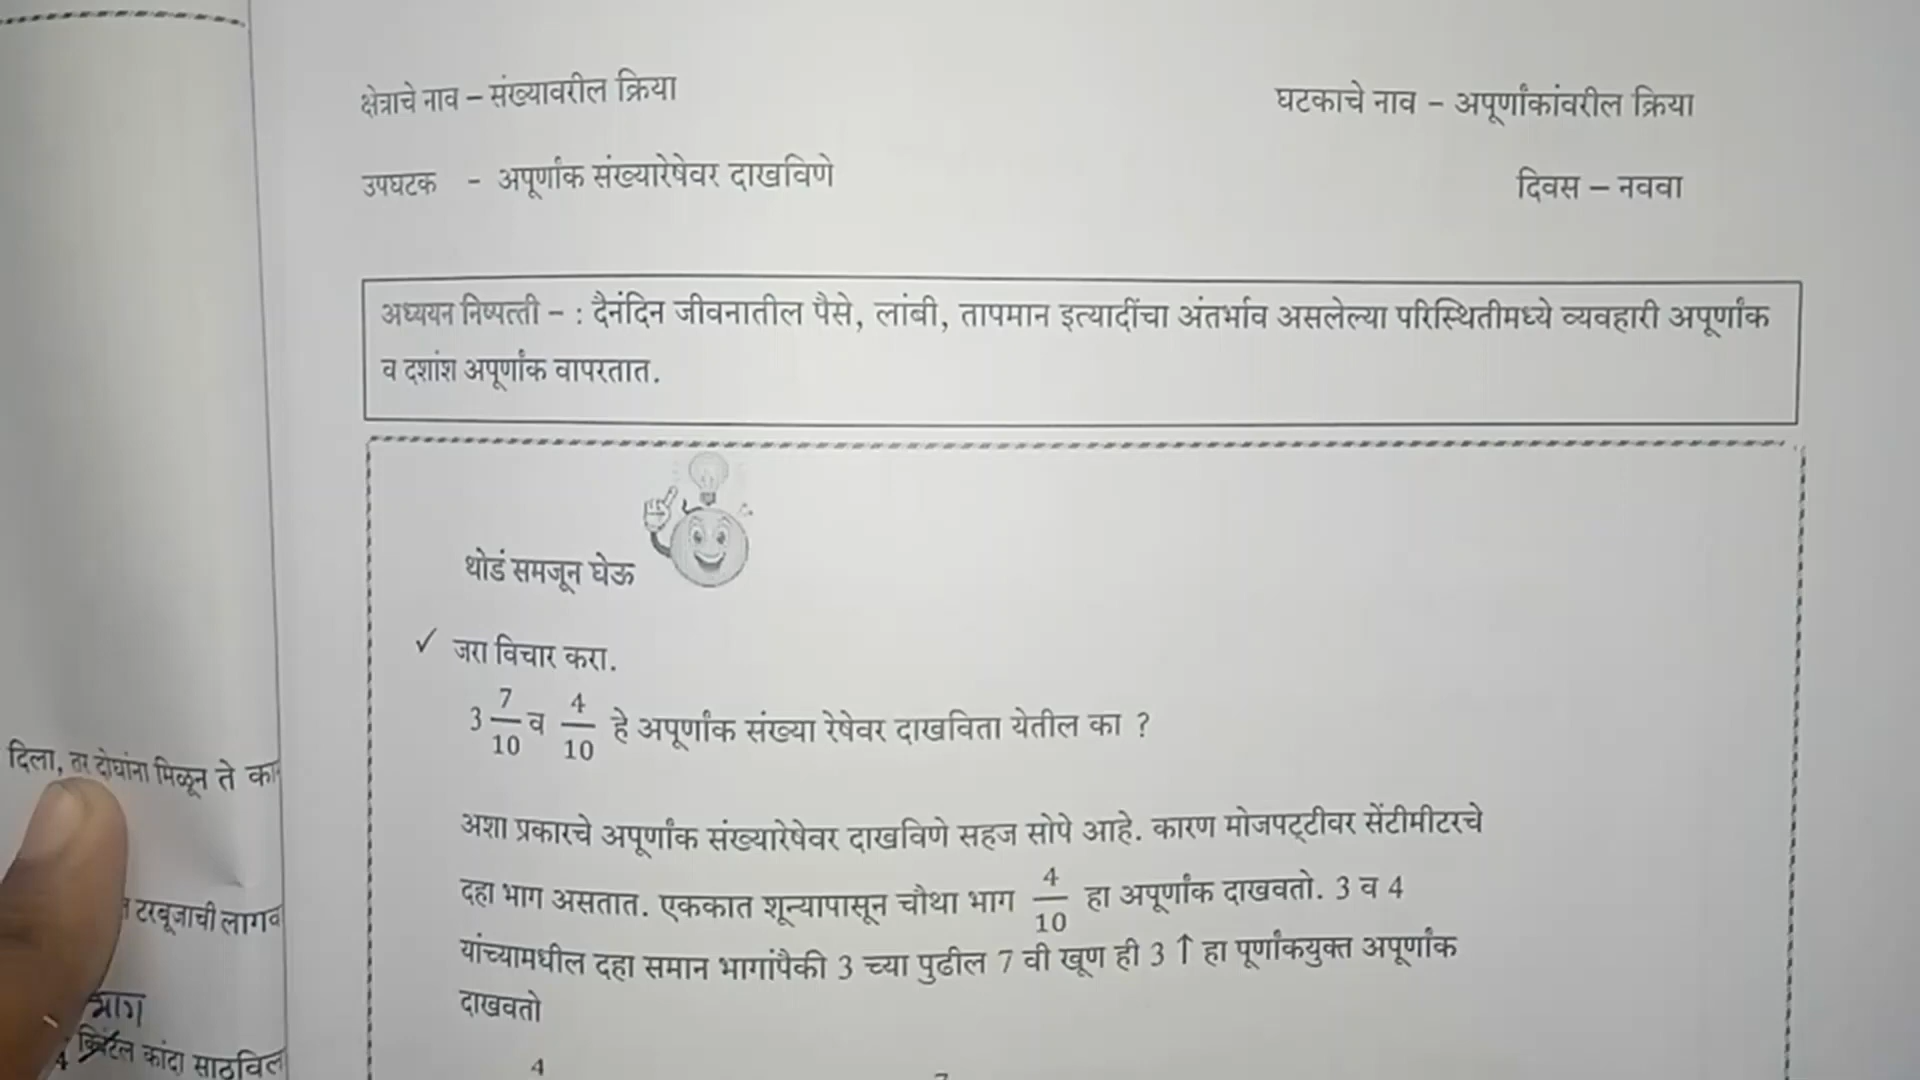 क्षेत्राचे नाव – संख्यावरील क्रिया
घटकाचे नाव – अपूर्णांकांवरील क्रिया
उपघटक - अपूर्णांक संख्यारेषेवर दाखविणे
दिवस – नववा
अध्ययन निष्पत्ती – : दैनंदिन जीवनातील पैसे, लांबी, तापमान इत्यादींचा अंतर्भाव असलेल्या परिस्थितीमध्ये व्यवहारी अपूर्णांक
व दशांश अपूर्णांक वापरतात.
थोडं समजून घेऊ
✓ जरा विचार करा.
3 7/10 व 4/10 हे अपूर्णांक संख्या रेषेवर दाखविता येतील का ?
अशा प्रकारचे अपूर्णांक संख्यारेषेवर दाखविणे सहज सोपे आहे. कारण मोजपट्टीवर सेंटीमीटरचे
दहा भाग असतात. एककात शून्यापासून चौथा भाग 4/10 हा अपूर्णांक दाखवतो. 3 व 4
यांच्यामधील दहा समान भागांपैकी 3 च्या पुढील 7 वी खूण ही 3 ↑ हा पूर्णांकयुक्त अपूर्णांक
दाखवतो
4
दिला, तर दोघांना मिळून ते
टरबूजाची
भाग
4 क्विंटल कांदा साठविल